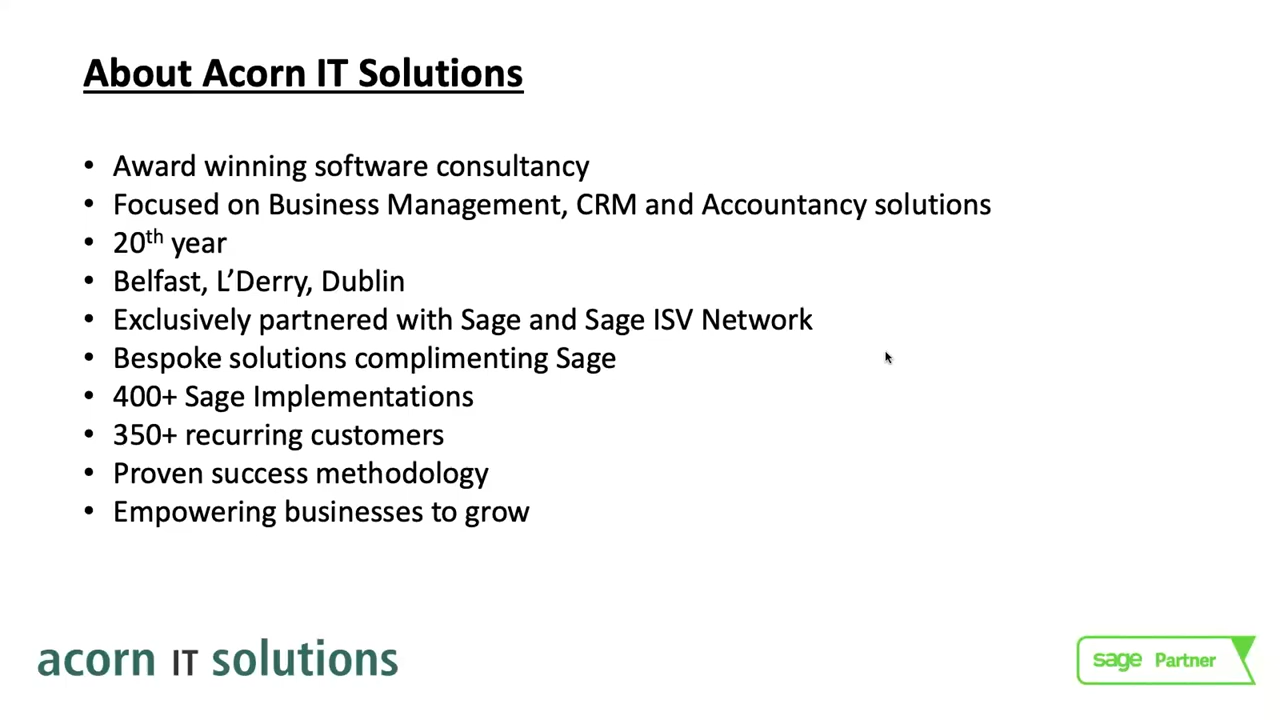 About Acorn IT Solutions
• Award winning software consultancy
• Focused on Business Management, CRM and Accountancy solutions
• 20th year
• Belfast, L’Derry, Dublin
• Exclusively partnered with Sage and Sage ISV Network
• Bespoke solutions complimenting Sage
• 400+ Sage Implementations
• 350+ recurring customers
• Proven success methodology
• Empowering businesses to grow
acorn IT solutions
sage Partner